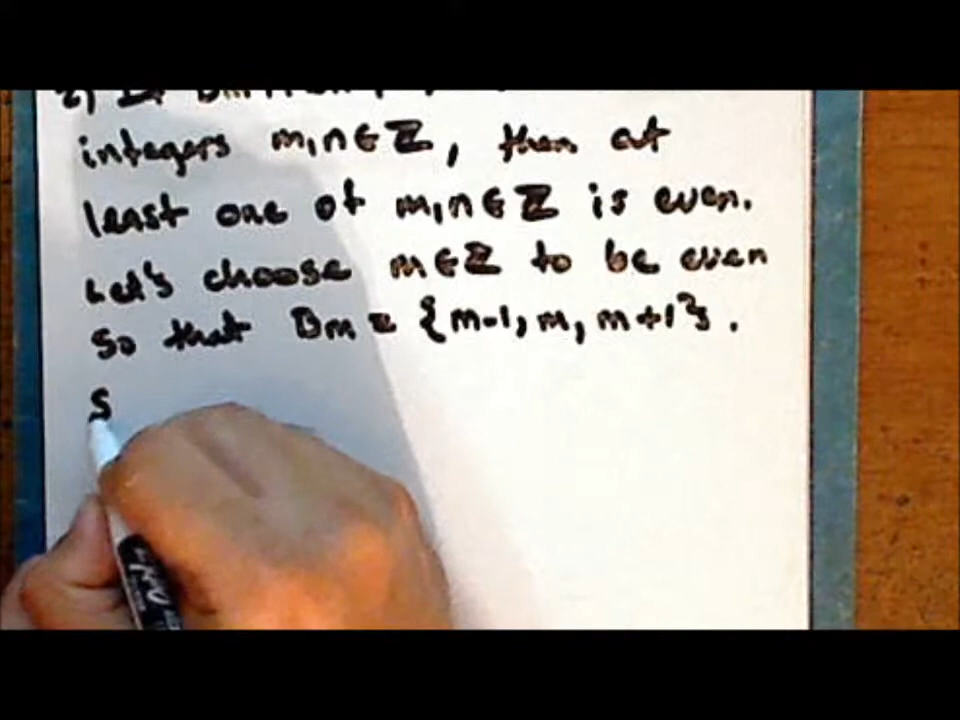 integers m,n∈ℤ, then at
least one of m,n∈ℤ is even.
Let's choose m∈ℤ to be even
so that Bm = {m-1, m, m+1}.
S